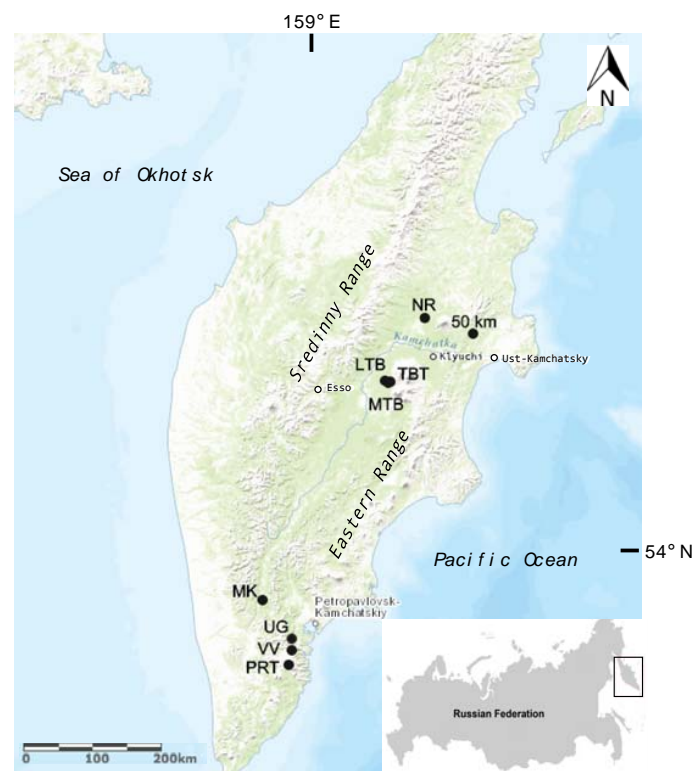 159° E
N
Sea of Okhotsk
Sredinny Range
NR
50 km
Kamchatka
Klyuchi
Ust-Kamchatsky
LTB
TBT
Esso
MTB
Eastern Range
Pacific Ocean
54° N
MK
Petropavlovsk-
Kamchatskiy
UG
VV
PRT
Russian Federation
0 100 200km